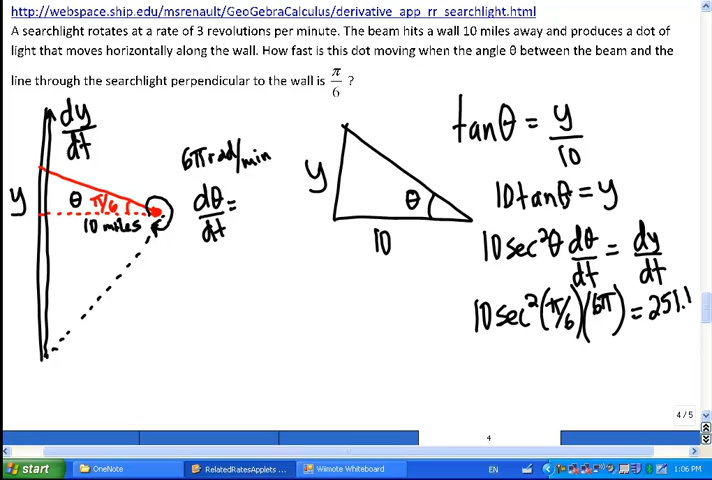 http://webspace.ship.edu/msrenault/GeoGebraCalculus/derivative_app_rr_searchlight.html
A searchlight rotates at a rate of 3 revolutions per minute. The beam hits a wall 10 miles away and produces a dot of
light that moves horizontally along the wall. How fast is this dot moving when the angle θ between the beam and the
line through the searchlight perpendicular to the wall is π/6 ?
dy/dt
y
θ π/6
10 miles
6π rad/min
dθ/dt =
y
θ
10
tanθ = y/10
10tanθ = y
10sec²θ dθ/dt = dy/dt
10sec²(π/6)(6π) = 251.1
4/5
4
start
OneNote
RelatedRatesApplets ...
Wiimote Whiteboard
EN
1:06 PM